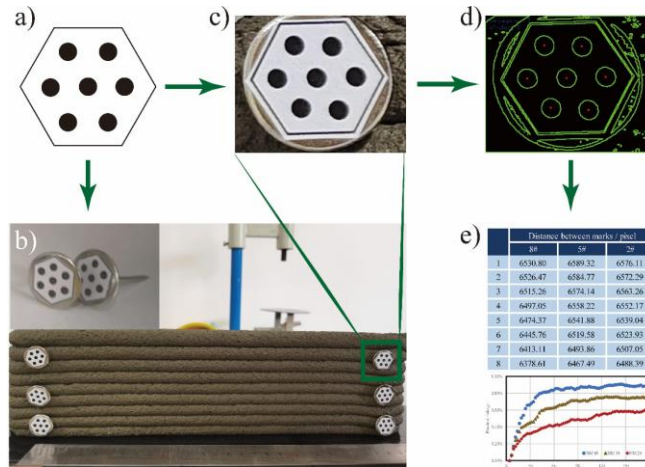 a)
c)
d)
b)
e)
Distance between marks / pixel
8# 5# 2#
1 6530.80 6589.32 6576.11
2 6526.47 6584.77 6572.29
3 6515.26 6574.14 6563.26
4 6497.05 6558.22 6552.17
5 6474.37 6541.88 6539.04
6 6445.76 6519.58 6523.93
7 6413.11 6493.86 6507.05
8 6378.61 6467.49 6488.39